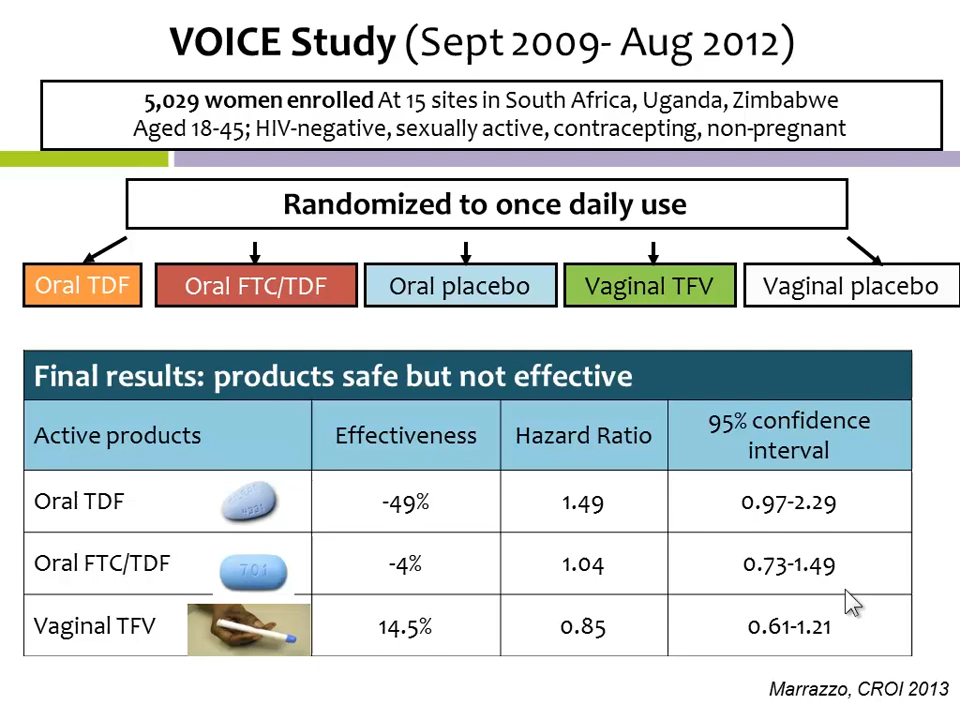 VOICE Study (Sept 2009- Aug 2012)
5,029 women enrolled At 15 sites in South Africa, Uganda, Zimbabwe
Aged 18-45; HIV-negative, sexually active, contracepting, non-pregnant
Randomized to once daily use
Oral TDF
Oral FTC/TDF
Oral placebo
Vaginal TFV
Vaginal placebo
Final results: products safe but not effective
Active products
Effectiveness
Hazard Ratio
95% confidence
interval
Oral TDF
-49%
1.49
0.97-2.29
Oral FTC/TDF
701
-4%
1.04
0.73-1.49
Vaginal TFV
14.5%
0.85
0.61-1.21
Marrazzo, CROI 2013